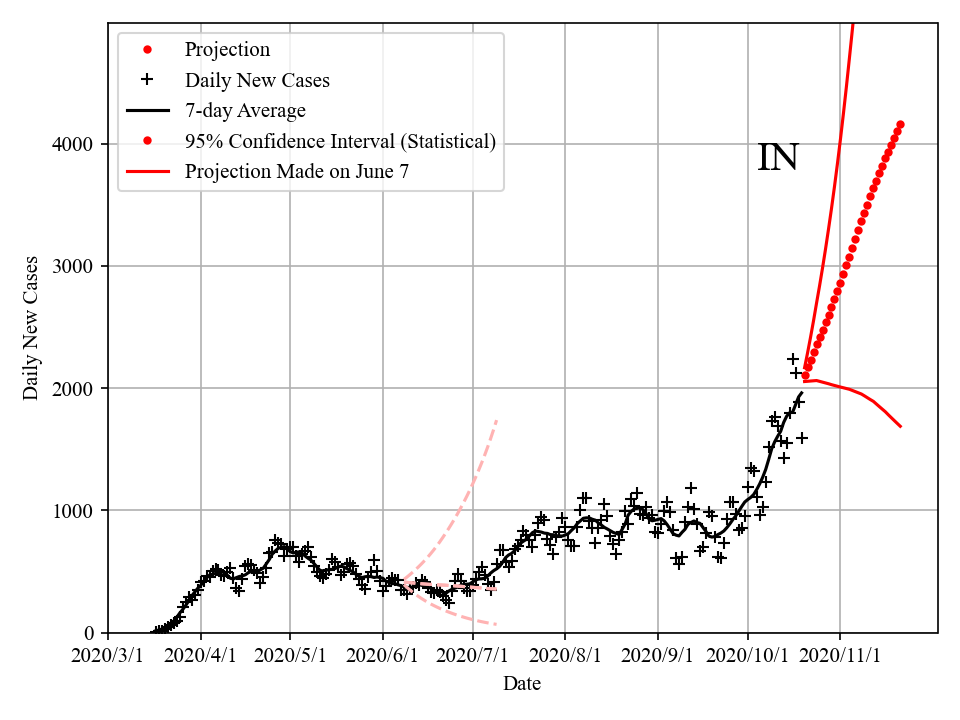 Projection
Daily New Cases
7-day Average
95% Confidence Interval (Statistical)
Projection Made on June 7
IN
4000
3000
2000
1000
0
Daily New Cases
2020/3/1 2020/4/1 2020/5/1 2020/6/1 2020/7/1 2020/8/1 2020/9/1 2020/10/1 2020/11/1
Date